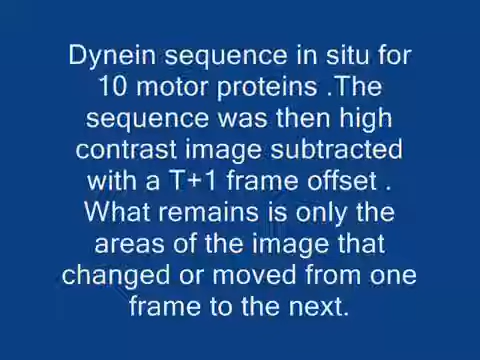 Dynein sequence in situ for
10 motor proteins .The
sequence was then high
contrast image subtracted
with a T+1 frame offset .
What remains is only the
areas of the image that
changed or moved from one
frame to the next.